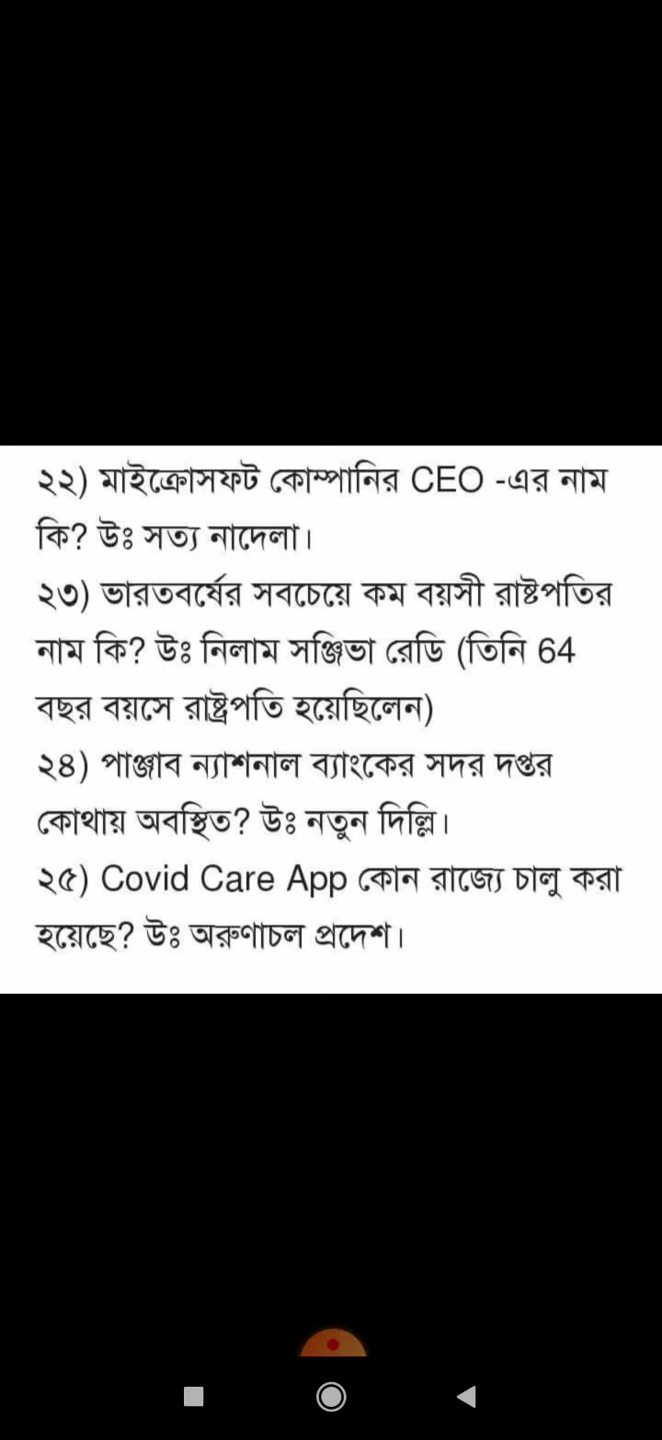 ২২) মাইক্রোসফট কোম্পানির CEO -এর নাম
কি? উঃ সত্য নাদেলা।
২৩) ভারতবর্ষের সবচেয়ে কম বয়সী রাষ্টপতির
নাম কি? উঃ নিলাম সঞ্জিভা রেডি (তিনি 64
বছর বয়সে রাষ্ট্রপতি হয়েছিলেন)
২৪) পাঞ্জাব ন্যাশনাল ব্যাংকের সদর দপ্তর
কোথায় অবস্থিত? উঃ নতুন দিল্লি।
২৫) Covid Care App কোন রাজ্যে চালু করা
হয়েছে? উঃ অরুণাচল প্রদেশ।